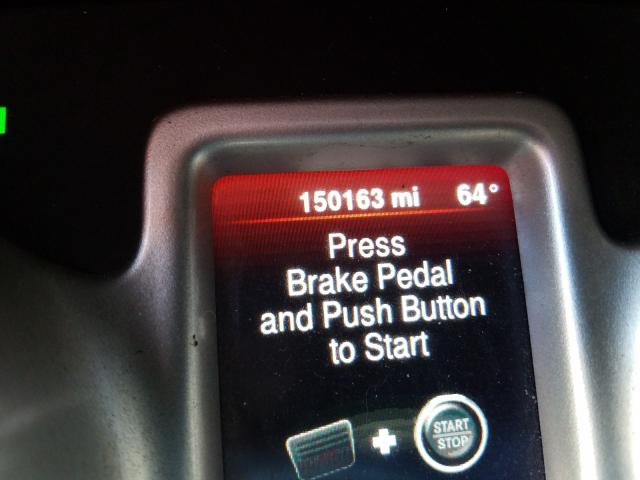 150163 mi 64°
Press
Brake Pedal
and Push Button
to Start
START
STOP